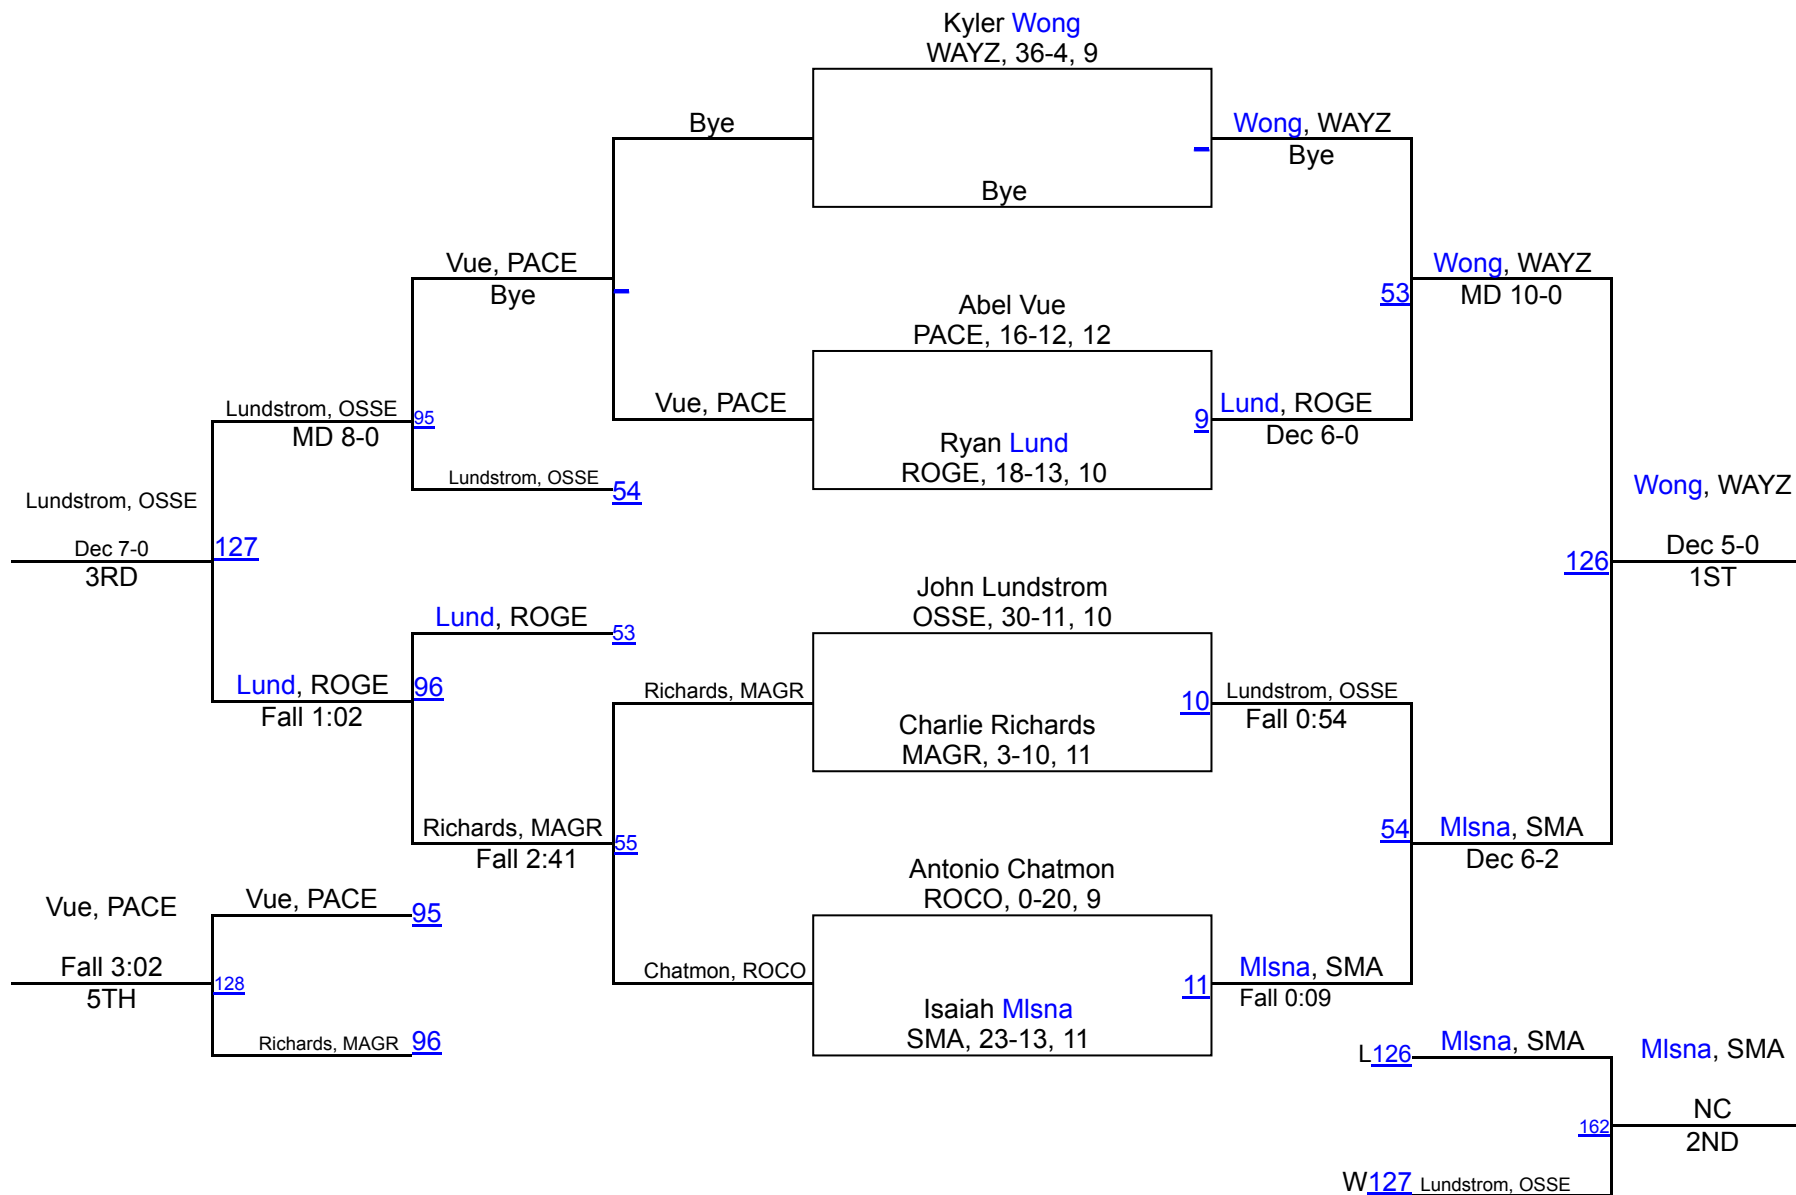 Kyler Wong
WAYZ, 36-4, 9
Bye
Wong, WAYZ
Bye
Bye
Vue, PACE
Bye
Wong, WAYZ
MD 10-0
53
Abel Vue
PACE, 16-12, 12
Lundstrom, OSSE
MD 8-0
95
Vue, PACE
9
Lund, ROGE
Dec 6-0
Ryan Lund
ROGE, 18-13, 10
Lundstrom, OSSE
54
Lundstrom, OSSE
Dec 7-0
3RD
127
Wong, WAYZ
Dec 5-0
1ST
126
John Lundstrom
OSSE, 30-11, 10
Lund, ROGE
53
Lund, ROGE
Fall 1:02
96
Richards, MAGR
10
Lundstrom, OSSE
Fall 0:54
Charlie Richards
MAGR, 3-10, 11
Richards, MAGR
Fall 2:41
55
54
Mlsna, SMA
Dec 6-2
Antonio Chatmon
ROCO, 0-20, 9
Vue, PACE
Fall 3:02
5TH
Vue, PACE
95
128
Chatmon, ROCO
11
Mlsna, SMA
Fall 0:09
Isaiah Mlsna
SMA, 23-13, 11
Richards, MAGR
96
L126
Mlsna, SMA
Mlsna, SMA
NC
2ND
162
W127
Lundstrom, OSSE